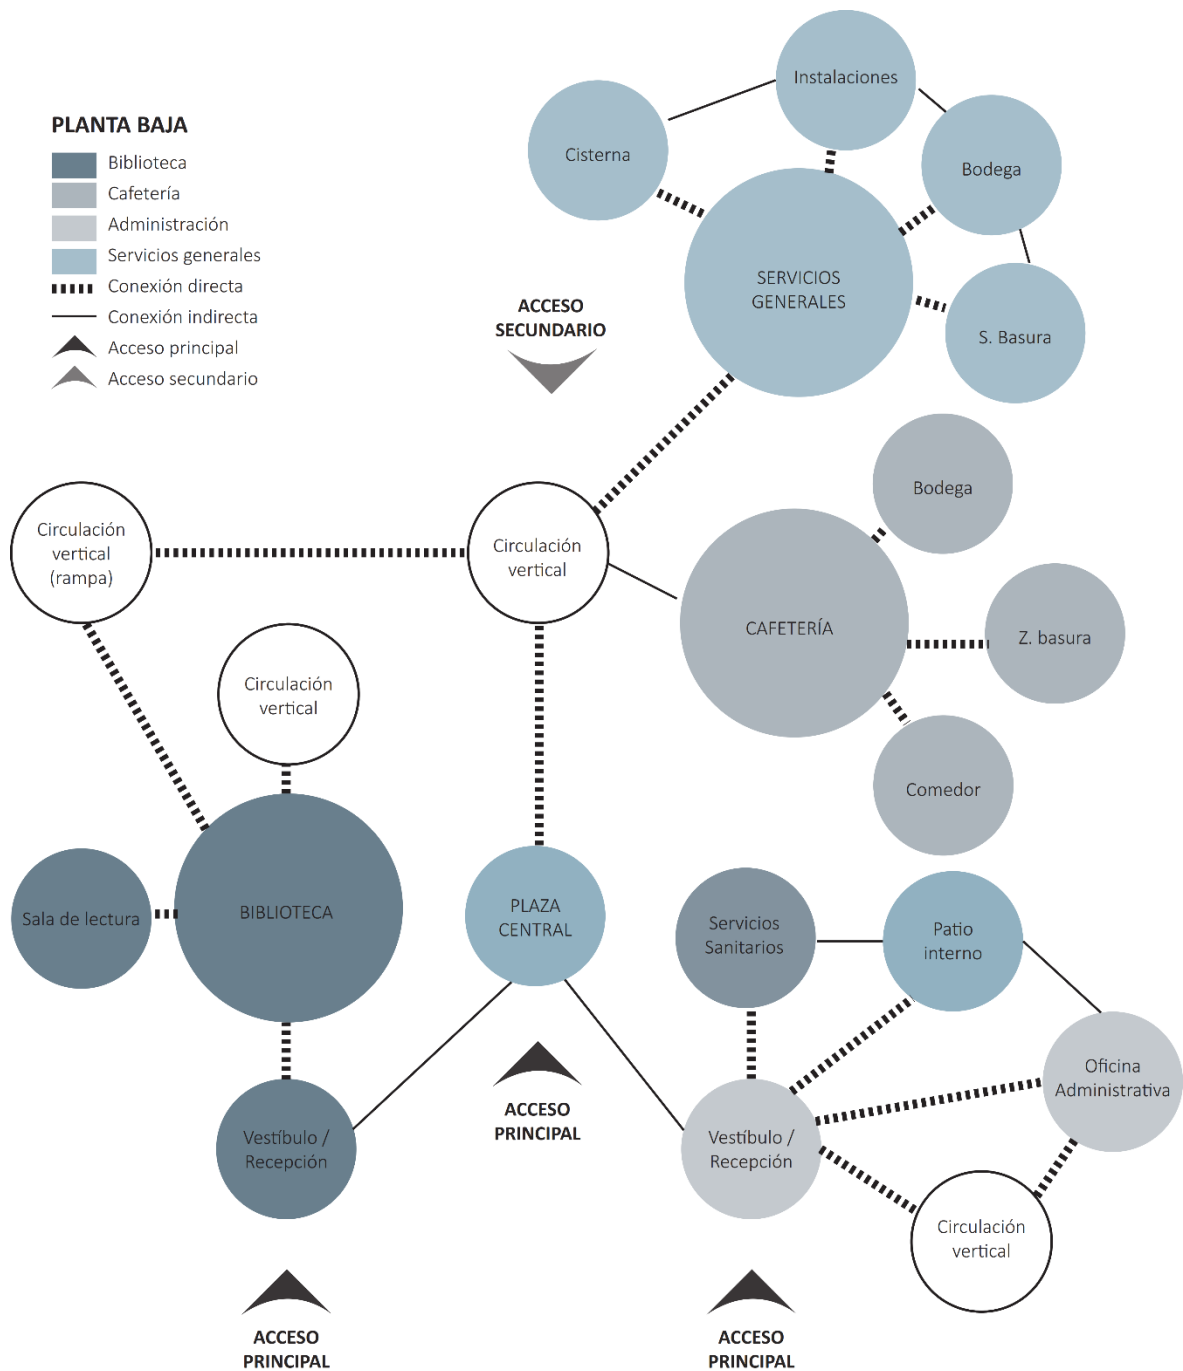 PLANTA BAJA
Biblioteca
Cafetería
Administración
Servicios generales
Conexión directa
Conexión indirecta
Acceso principal
Acceso secundario
Instalaciones
Cisterna
Bodega
SERVICIOS
GENERALES
S. Basura
ACCESO
SECUNDARIO
Bodega
Circulación
vertical
(rampa)
Circulación
vertical
CAFETERÍA
Z. basura
Circulación
vertical
Comedor
Sala de lectura
BIBLIOTECA
PLAZA
CENTRAL
Servicios
Sanitarios
Patio
interno
Oficina
Administrativa
ACCESO
PRINCIPAL
Vestíbulo /
Recepción
Vestíbulo /
Recepción
Circulación
vertical
ACCESO
PRINCIPAL
ACCESO
PRINCIPAL